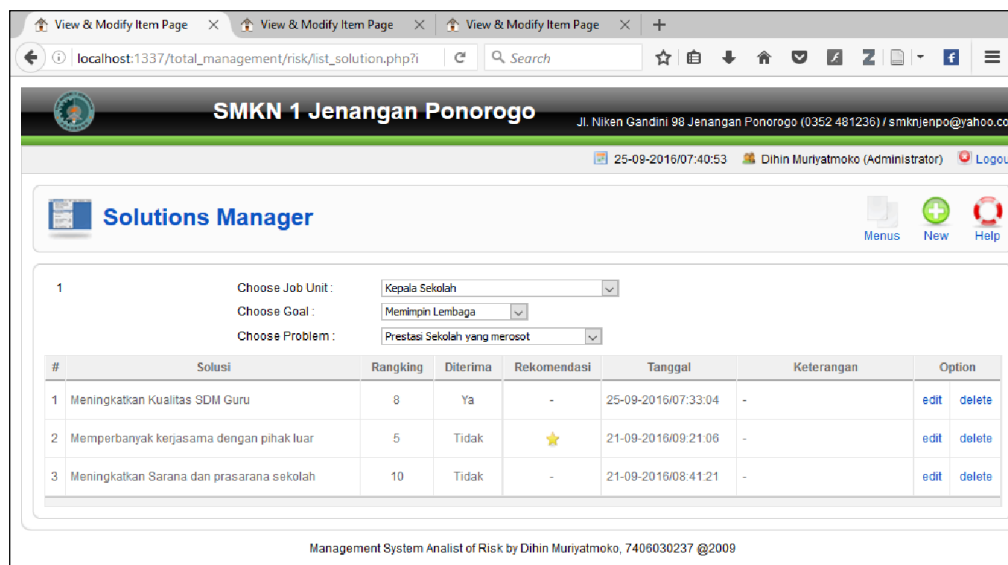 View & Modify Item Page
View & Modify Item Page
View & Modify Item Page
localhost:1337/total_management/risk/list_solution.php?i
Search
SMKN 1 Jenangan Ponorogo
Jl. Niken Gandini 98 Jenangan Ponorogo (0352 481236) / smknjenpo@yahoo.co
25-09-2016/07:40:53 Dihin Muriyatmoko (Administrator) Logou
Solutions Manager
Menus New Help
1 Choose Job Unit : Kepala Sekolah
Choose Goal : Memimpin Lembaga
Choose Problem : Prestasi Sekolah yang merosot
# Solusi Rangking Diterima Rekomendasi Tanggal Keterangan Option
1 Meningkatkan Kualitas SDM Guru 8 Ya - 25-09-2016/07:33:04 - edit delete
2 Memperbanyak kerjasama dengan pihak luar 5 Tidak 21-09-2016/09:21:06 - edit delete
3 Meningkatkan Sarana dan prasarana sekolah 10 Tidak - 21-09-2016/08:41:21 - edit delete
Management System Analist of Risk by Dihin Muriyatmoko, 7406030237 @2009